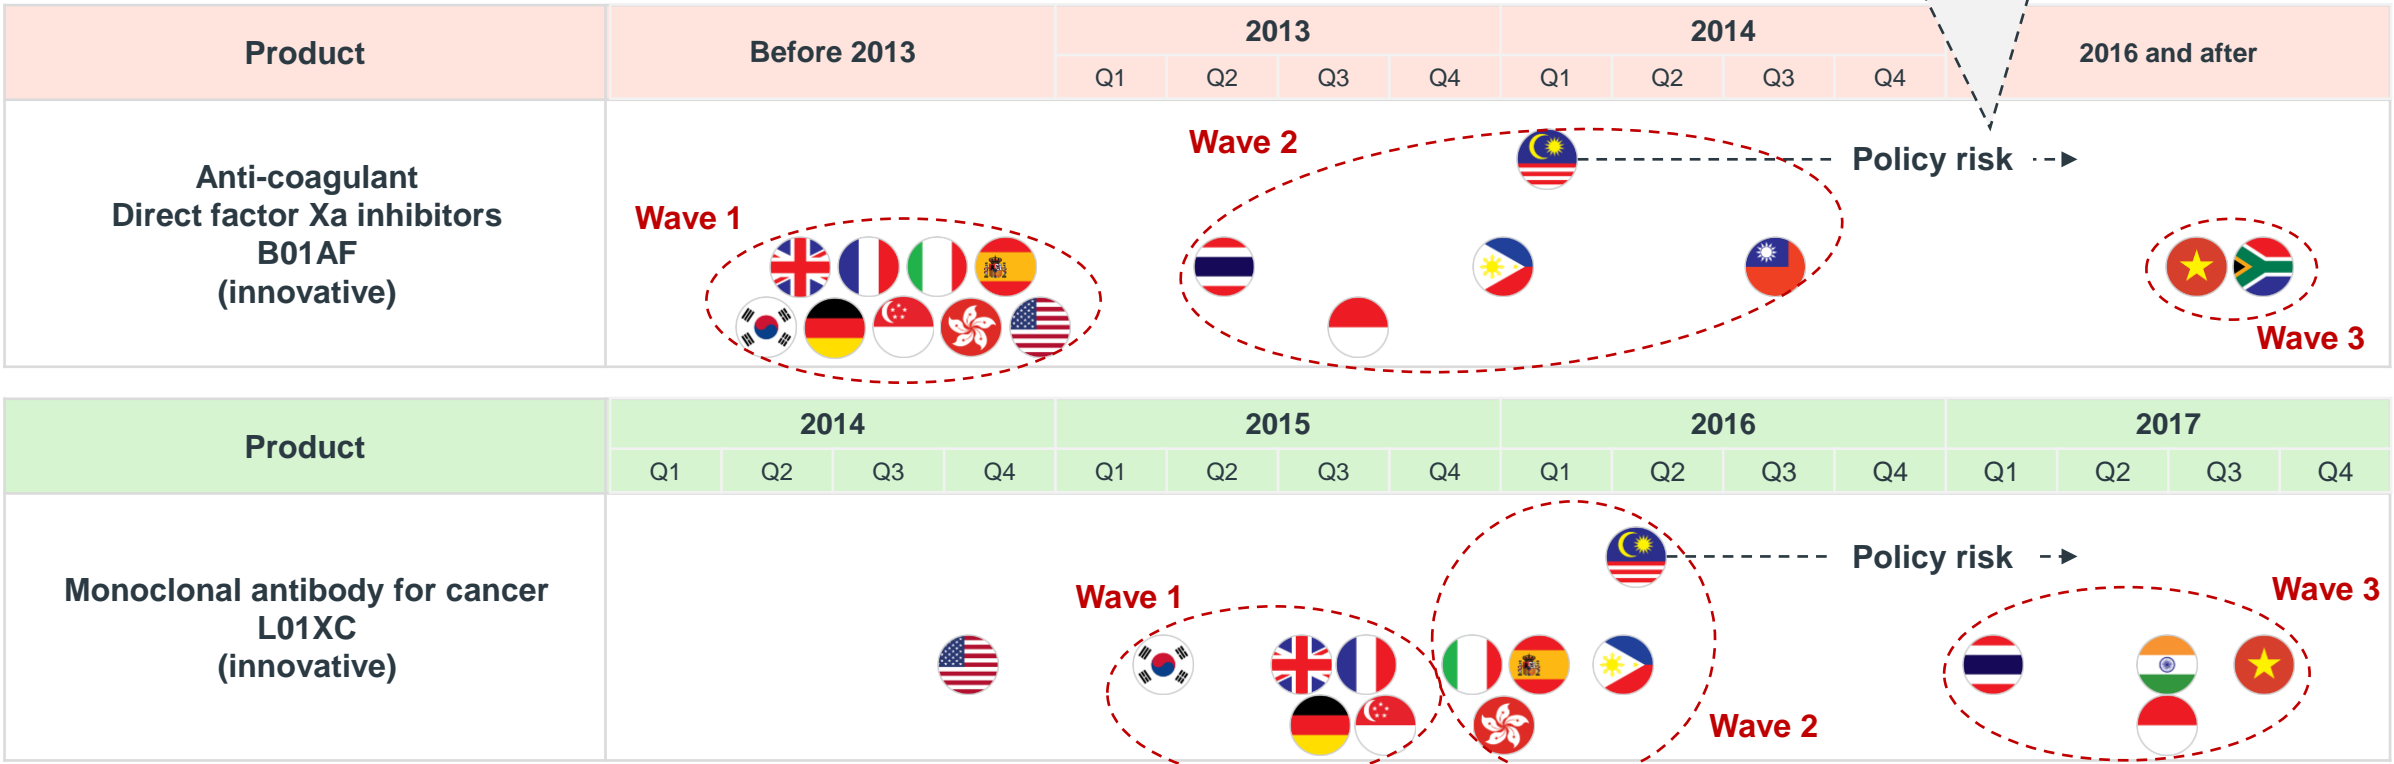 Product
Before 2013
2013
2014
2016 and after
Q1 Q2 Q3 Q4 Q1 Q2 Q3 Q4
Anti-coagulant
Direct factor Xa inhibitors
B01AF
(innovative)
Wave 1
Wave 2
Policy risk
Wave 3
Product
2014
2015
2016
2017
Q1 Q2 Q3 Q4 Q1 Q2 Q3 Q4 Q1 Q2 Q3 Q4 Q1 Q2 Q3 Q4
Monoclonal antibody for cancer
L01XC
(innovative)
Wave 1
Policy risk
Wave 2
Wave 3